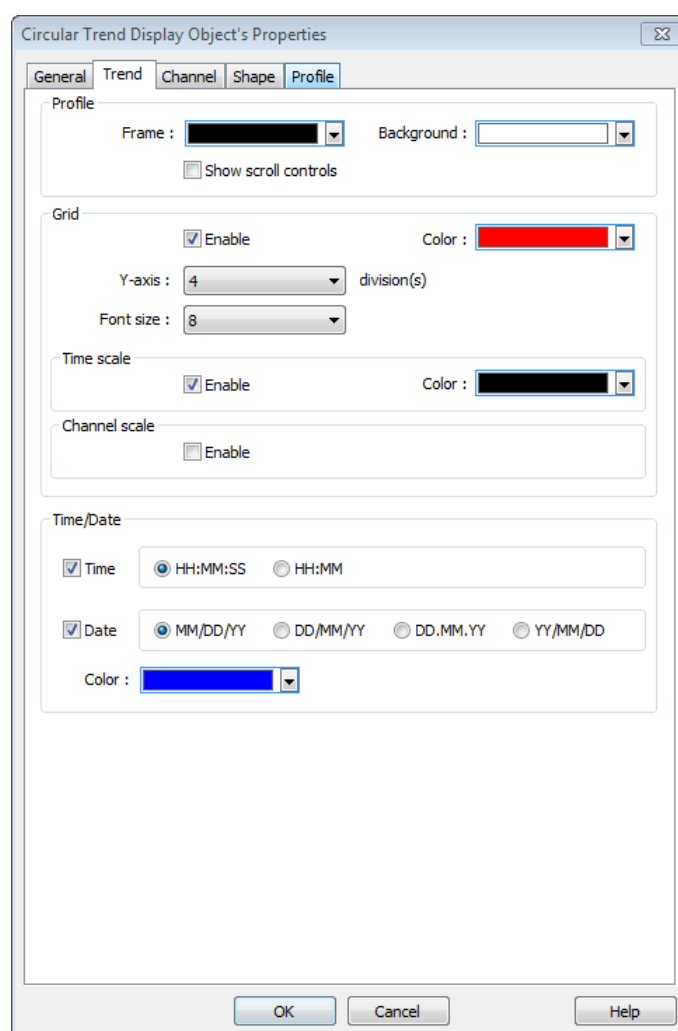 Circular Trend Display Object's Properties
General Trend Channel Shape Profile
Profile
Frame : Background :
Show scroll controls
Grid
Enable Color :
Y-axis : 4 division(s)
Font size : 8
Time scale
Enable Color :
Channel scale
Enable
Time/Date
Time HH:MM:SS HH:MM
Date MM/DD/YY DD/MM/YY DD.MM.YY YY/MM/DD
Color :
OK Cancel Help